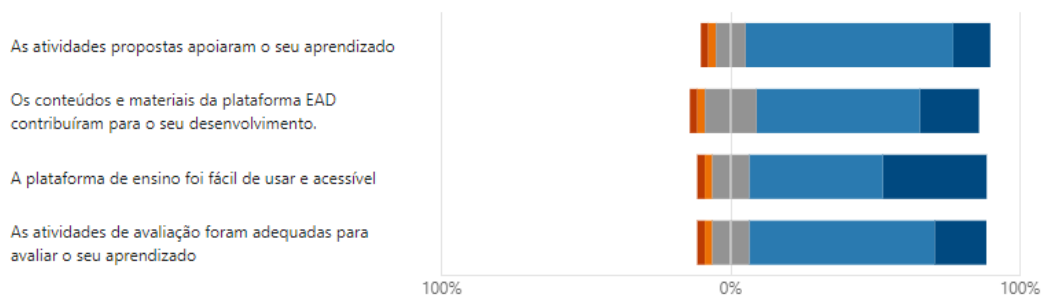 As atividades propostas apoiaram o seu aprendizado
Os conteúdos e materiais da plataforma EAD
contribuíram para o seu desenvolvimento.
A plataforma de ensino foi fácil de usar e acessível
As atividades de avaliação foram adequadas para
avaliar o seu aprendizado
100% 0% 100%